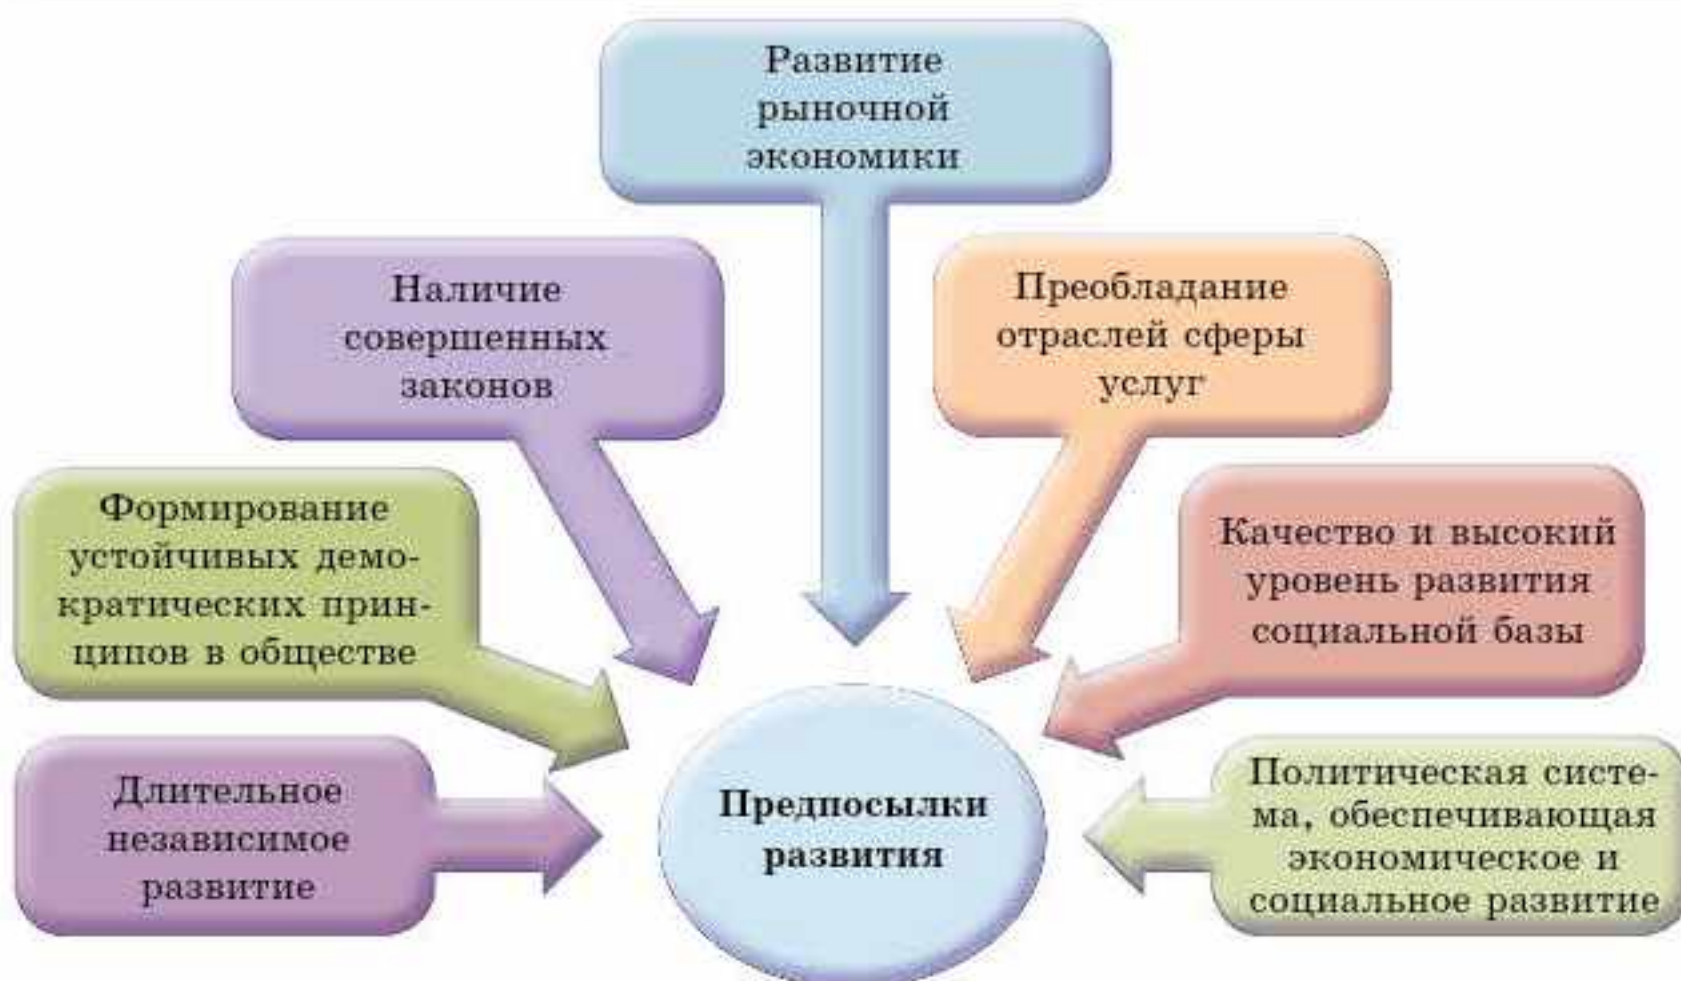 Развитие
рыночной
экономики
Наличие
совершенных
законов
Преобладание
отраслей сферы
услуг
Формирование
устойчивых демо-
кратических прин-
ципов в обществе
Качество и высокий
уровень развития
социальной базы
Длительное
независимое
развитие
Предпосылки
развития
Политическая систе-
ма, обеспечивающая
экономическое и
социальное развитие